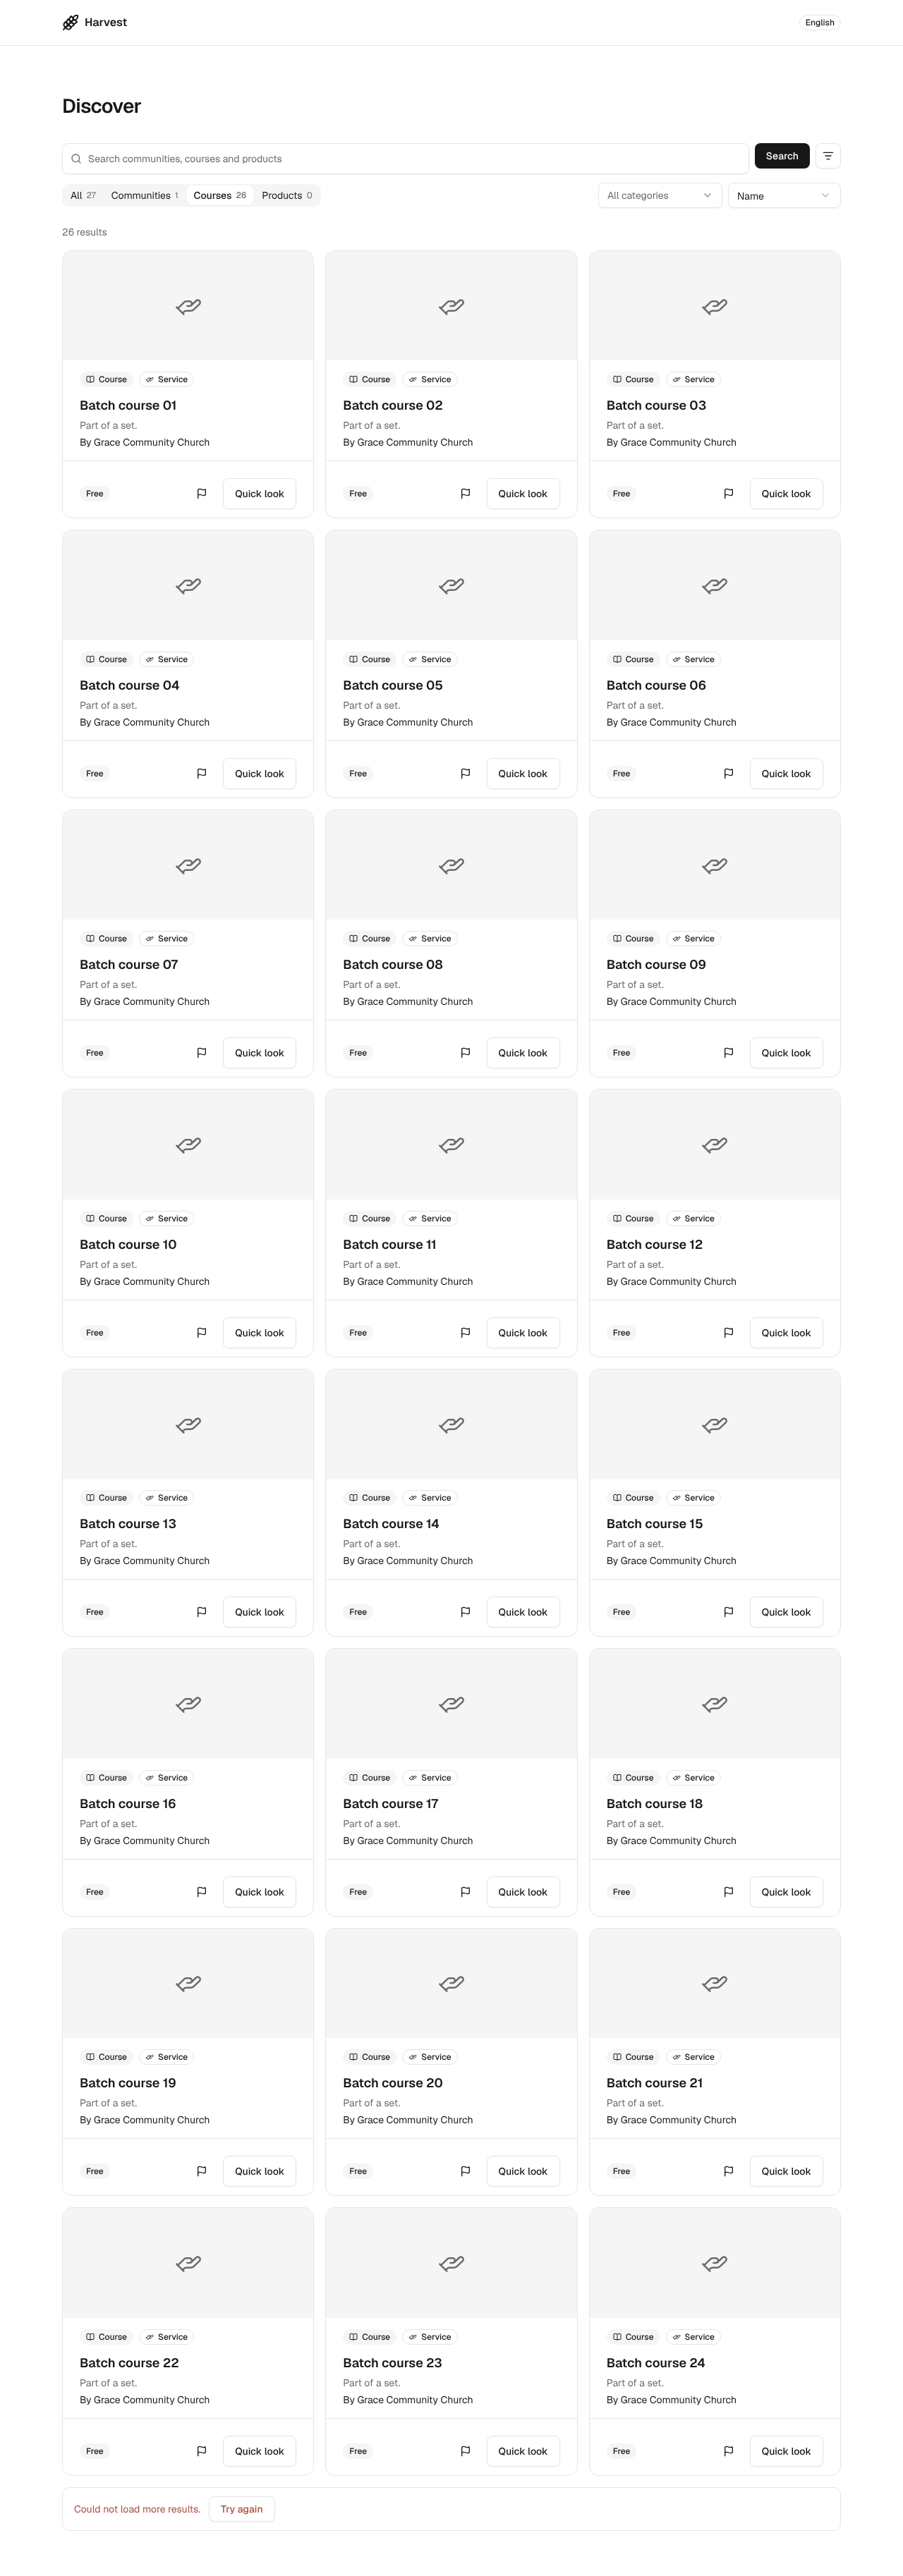 Harvest
English
Discover
Search communities, courses and products
Search
All 27 Communities 1 Courses 26 Products 0
All categories
Name
26 results
Course Service Course Service Course Service
Batch course 01 Batch course 02 Batch course 03
Part of a set. Part of a set. Part of a set.
By Grace Community Church By Grace Community Church By Grace Community Church
Free Quick look Free Quick look Free Quick look
Course Service Course Service Course Service
Batch course 04 Batch course 05 Batch course 06
Part of a set. Part of a set. Part of a set.
By Grace Community Church By Grace Community Church By Grace Community Church
Free Quick look Free Quick look Free Quick look
Course Service Course Service Course Service
Batch course 07 Batch course 08 Batch course 09
Part of a set. Part of a set. Part of a set.
By Grace Community Church By Grace Community Church By Grace Community Church
Free Quick look Free Quick look Free Quick look
Course Service Course Service Course Service
Batch course 10 Batch course 11 Batch course 12
Part of a set. Part of a set. Part of a set.
By Grace Community Church By Grace Community Church By Grace Community Church
Free Quick look Free Quick look Free Quick look
Course Service Course Service Course Service
Batch course 13 Batch course 14 Batch course 15
Part of a set. Part of a set. Part of a set.
By Grace Community Church By Grace Community Church By Grace Community Church
Free Quick look Free Quick look Free Quick look
Course Service Course Service Course Service
Batch course 16 Batch course 17 Batch course 18
Part of a set. Part of a set. Part of a set.
By Grace Community Church By Grace Community Church By Grace Community Church
Free Quick look Free Quick look Free Quick look
Course Service Course Service Course Service
Batch course 19 Batch course 20 Batch course 21
Part of a set. Part of a set. Part of a set.
By Grace Community Church By Grace Community Church By Grace Community Church
Free Quick look Free Quick look Free Quick look
Course Service Course Service Course Service
Batch course 22 Batch course 23 Batch course 24
Part of a set. Part of a set. Part of a set.
By Grace Community Church By Grace Community Church By Grace Community Church
Free Quick look Free Quick look Free Quick look
Could not load more results. Try again